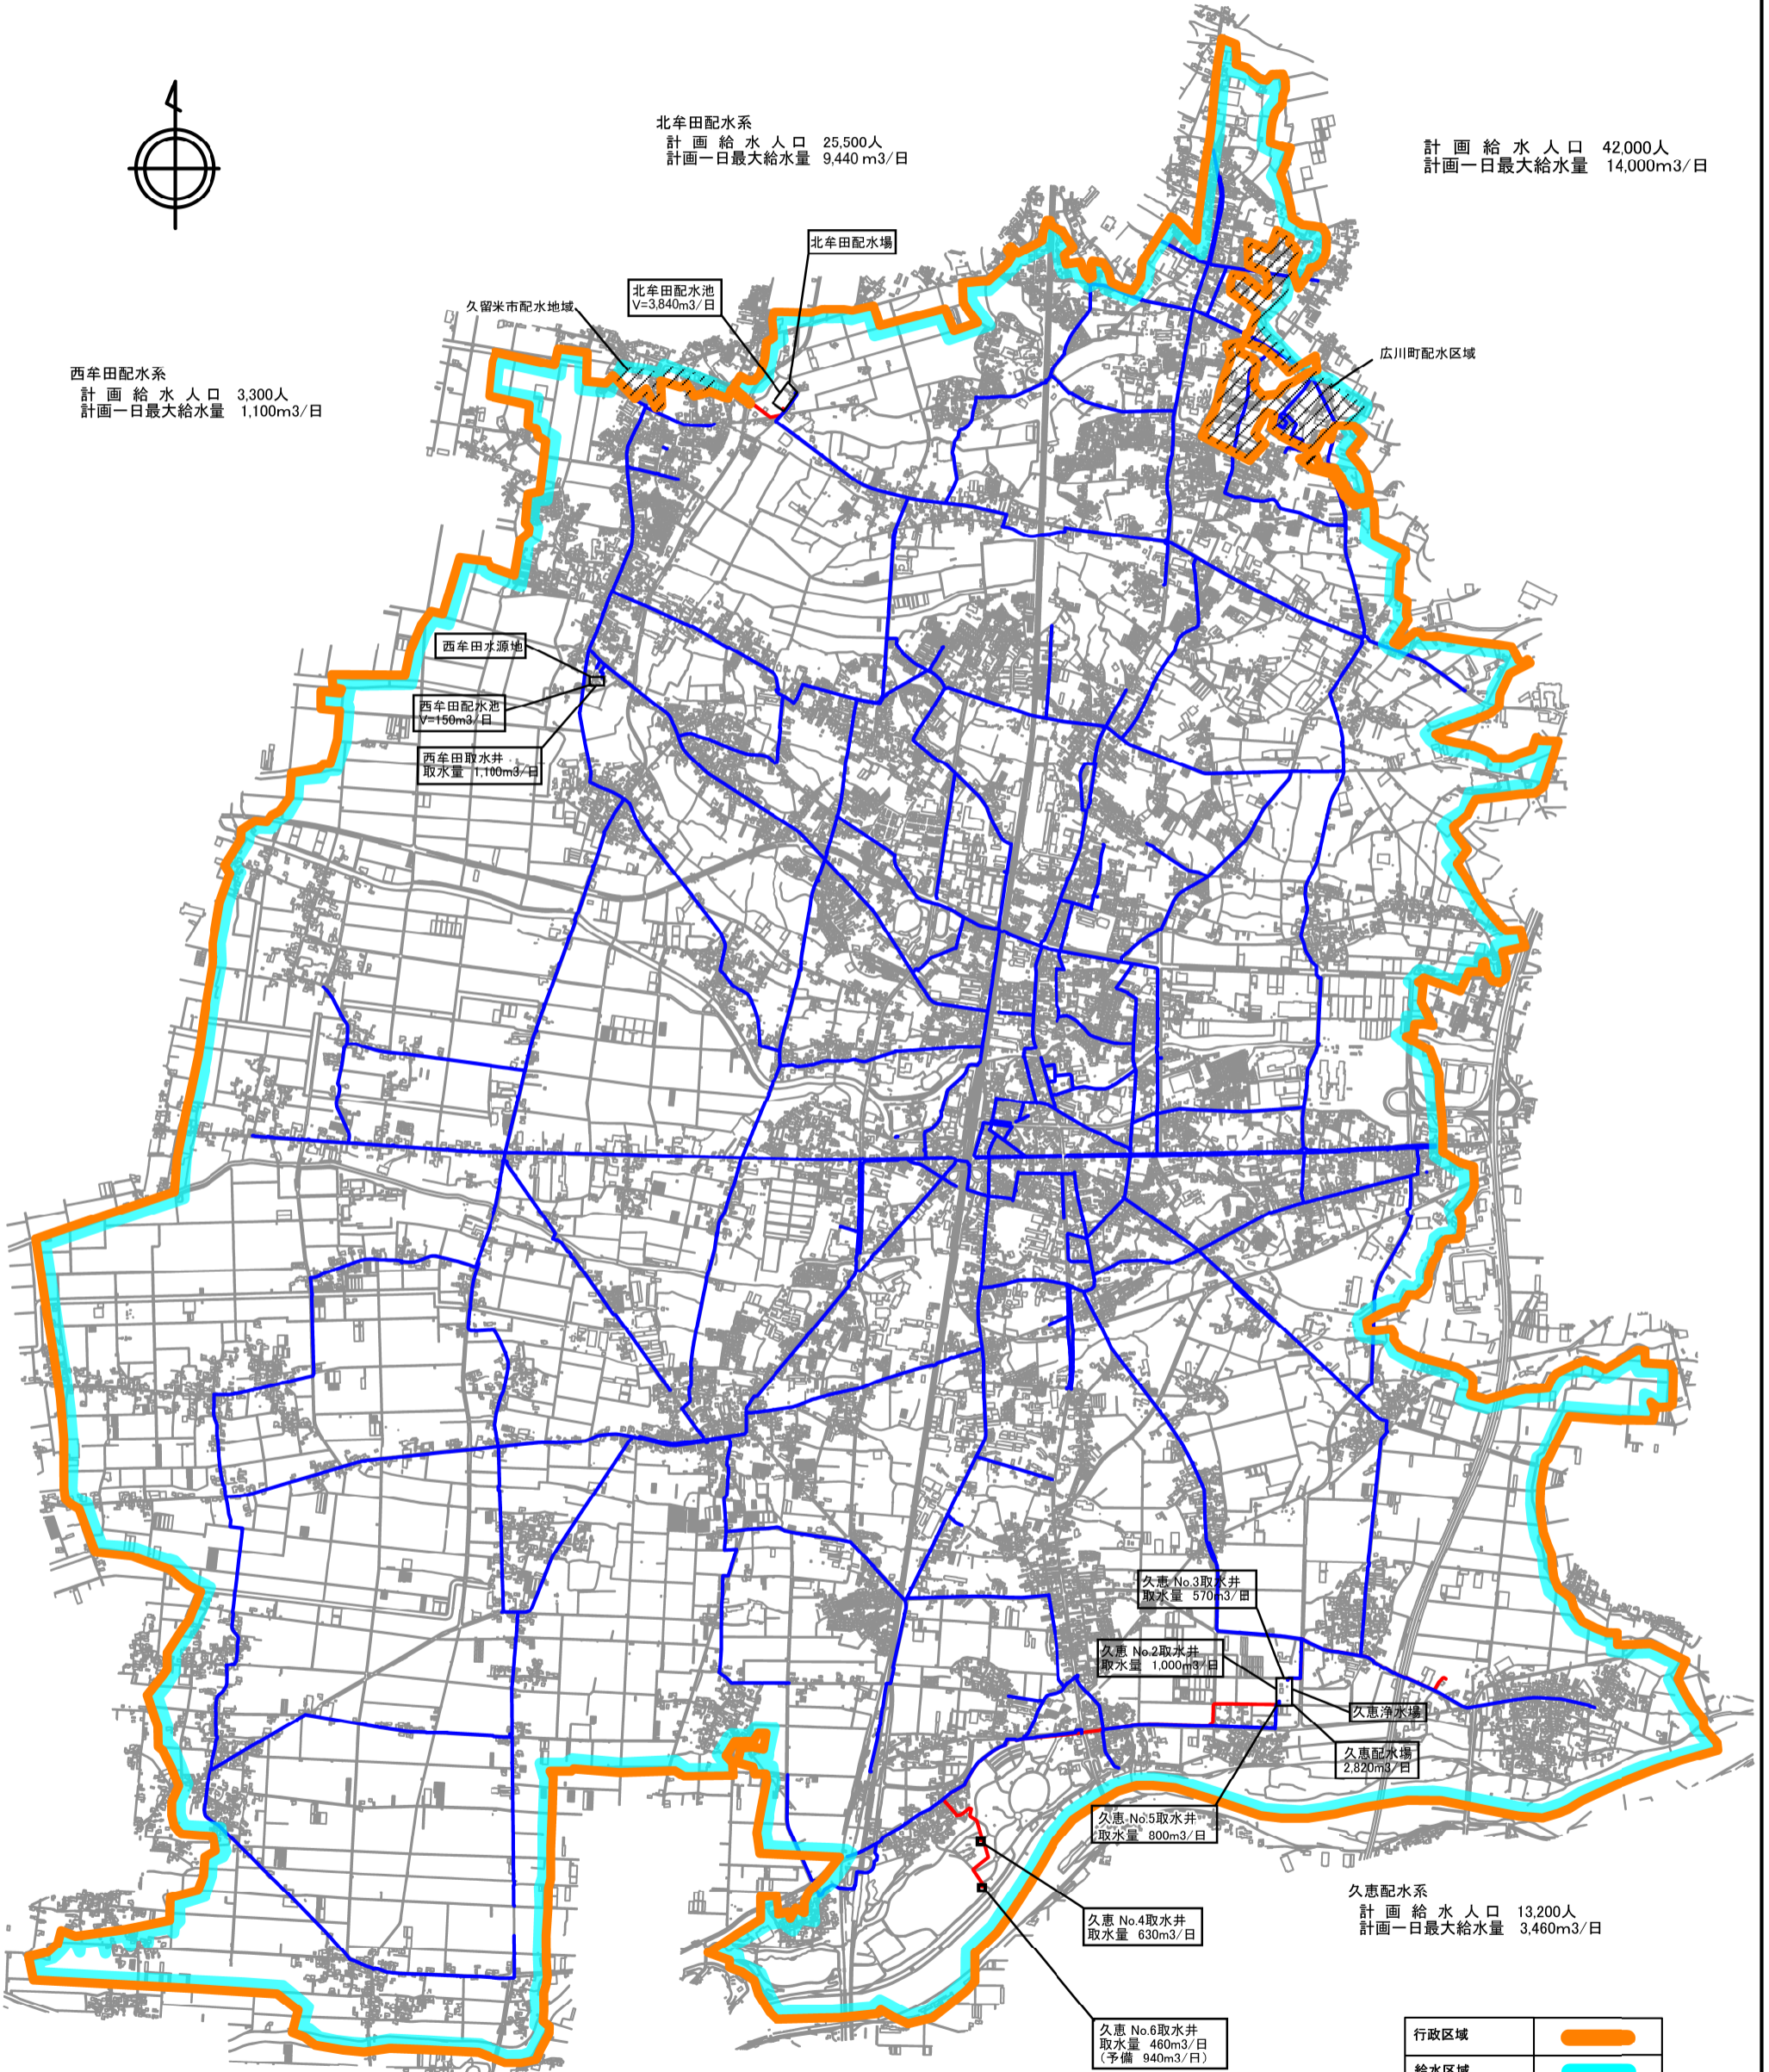 北牟田配水系
計画給水人口 25,500人
計画一日最大給水量 9,440 m3/日
計画給水人口 42,000人
計画一日最大給水量 14,000m3/日
北牟田配水場
北牟田配水池
V=3,840m3/日
久留米市配水地域
広川町配水区域
西牟田配水系
計画給水人口 3,300人
計画一日最大給水量 1,100m3/日
西牟田水源地
西牟田配水池
V=150m3/日
西牟田取水井
取水量 1,100m3/日
久恵 No.3取水井
取水量 570m3/日
久恵 No.2取水井
取水量 1,000m3/日
久恵浄水場
久恵配水場
2,820m3/日
久恵 No.5取水井
取水量 800m3/日
久恵配水系
計画給水人口 13,200人
計画一日最大給水量 3,460m3/日
久恵 No.4取水井
取水量 630m3/日
久恵 No.6取水井
取水量 460m3/日
(予備 940m3/日)
行政区域
給水区域